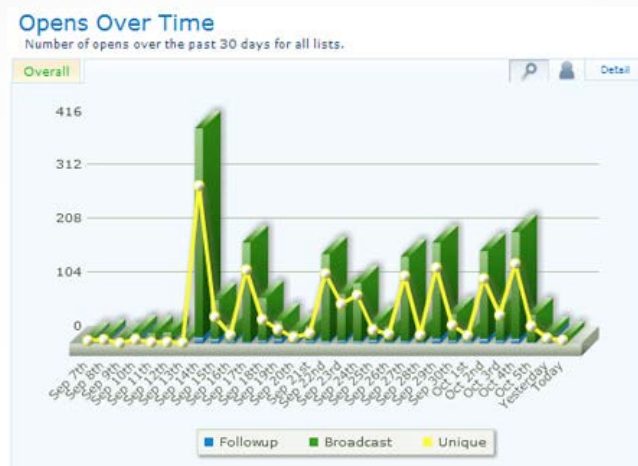 Opens Over Time
Number of opens over the past 30 days for all lists.
Overall
Detail
416
312
208
104
0
Sep 7th
Sep 8th
Sep 9th
Sep 10th
Sep 11th
Sep 12th
Sep 13th
Sep 14th
Sep 15th
Sep 16th
Sep 17th
Sep 18th
Sep 19th
Sep 20th
Sep 21st
Sep 22nd
Sep 23rd
Sep 24th
Sep 25th
Sep 26th
Sep 27th
Sep 28th
Sep 29th
Sep 30th
Oct 1st
Oct 2nd
Oct 3rd
Oct 4th
Oct 5th
Yesterday
Today
Followup
Broadcast
Unique